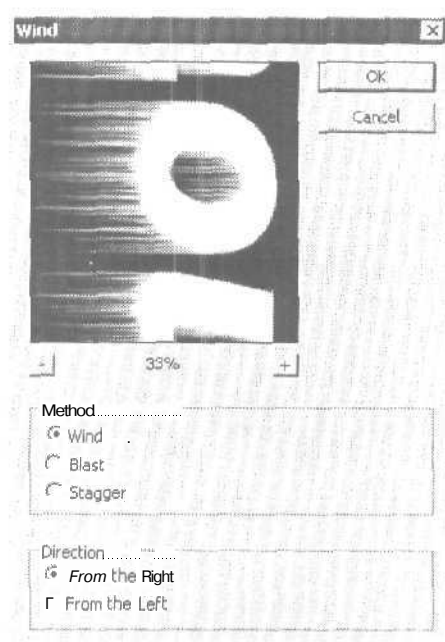 Wind
OK
Cancel
33%
Method
Wind
Blast
Stagger
Direction
From the Right
From the Left